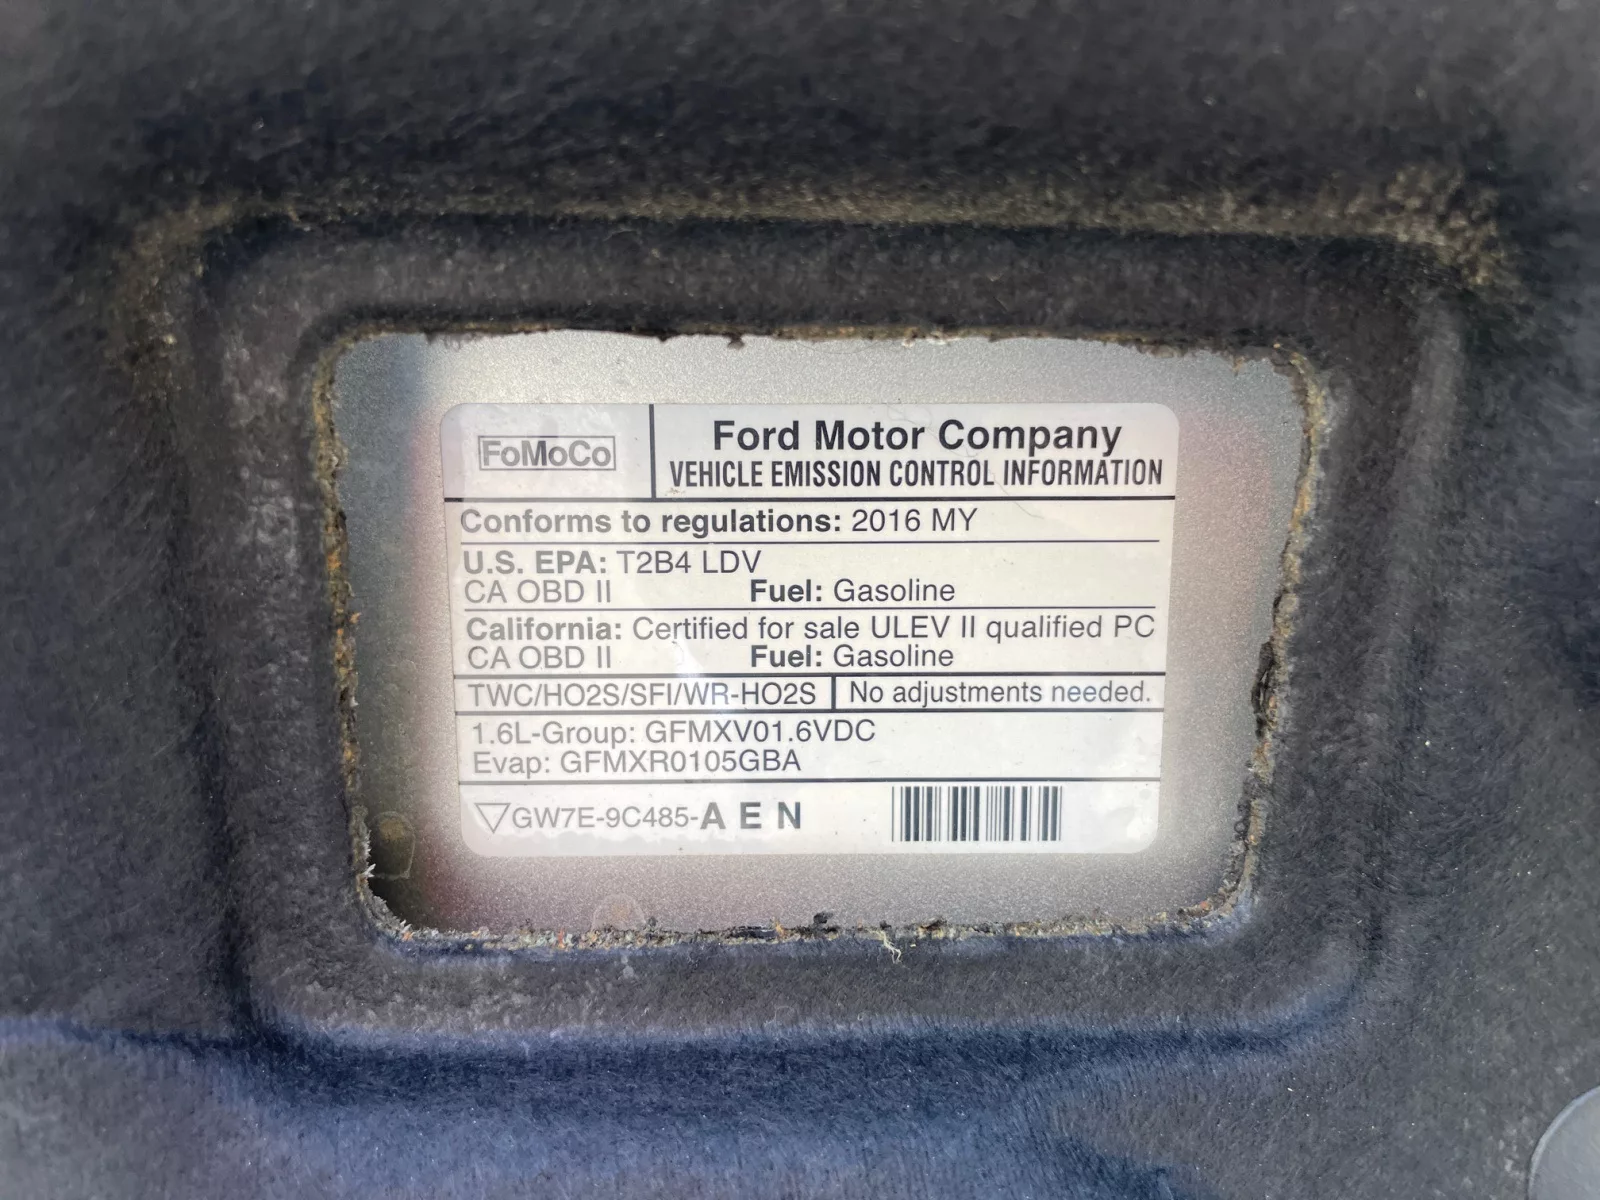 FoMoCo
Ford Motor Company
VEHICLE EMISSION CONTROL INFORMATION
Conforms to regulations: 2016 MY
U.S. EPA: T2B4 LDV
CA OBD II Fuel: Gasoline
California: Certified for sale ULEV II qualified PC
CA OBD II Fuel: Gasoline
TWC/HO2S/SFI/WR-HO2S No adjustments needed.
1.6L-Group: GFMXV01.6VDC
Evap: GFMXR0105GBA
▽GW7E-9C485-A E N